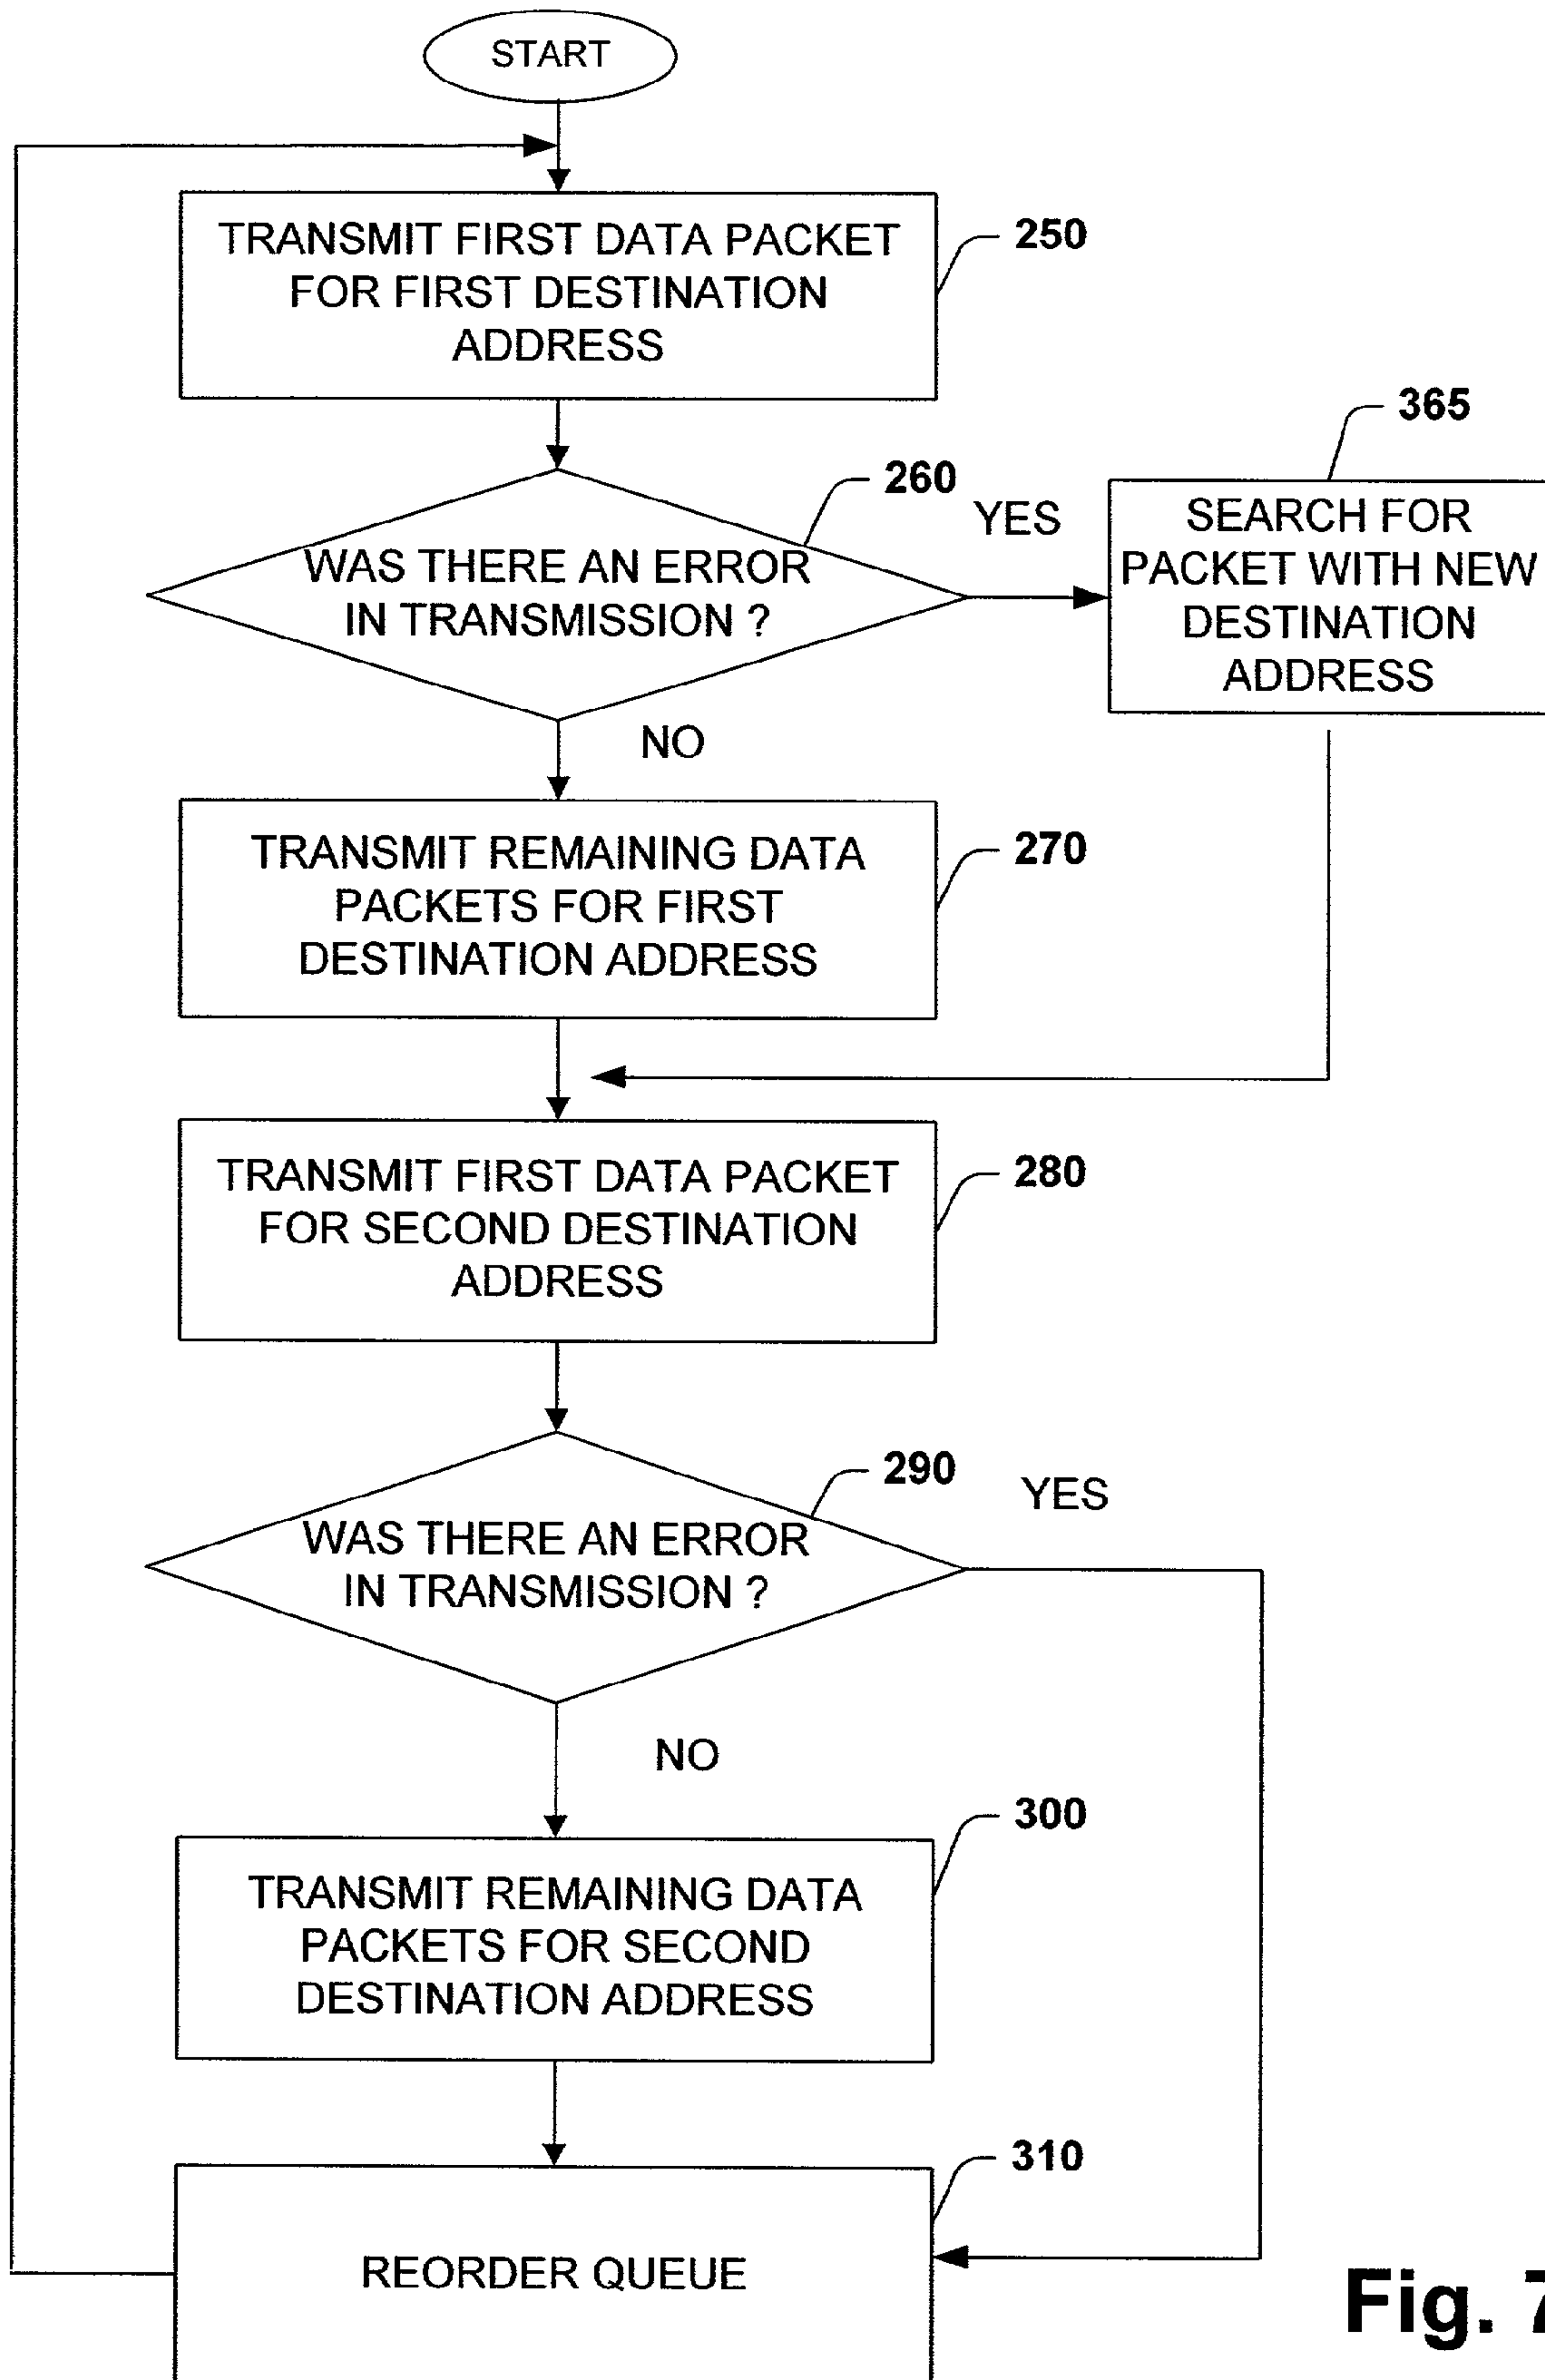 START
TRANSMIT FIRST DATA PACKET
FOR FIRST DESTINATION
ADDRESS
250
365
260
YES
WAS THERE AN ERROR
IN TRANSMISSION ?
SEARCH FOR
PACKET WITH NEW
DESTINATION
ADDRESS
NO
TRANSMIT REMAINING DATA
PACKETS FOR FIRST
DESTINATION ADDRESS
270
TRANSMIT FIRST DATA PACKET
FOR SECOND DESTINATION
ADDRESS
280
290
YES
WAS THERE AN ERROR
IN TRANSMISSION ?
NO
300
TRANSMIT REMAINING DATA
PACKETS FOR SECOND
DESTINATION ADDRESS
310
REORDER QUEUE
Fig. 7